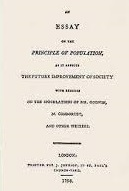 AN
ESSAY
ON THE
PRINCIPLE OF POPULATION,
AS IT AFFECTS
THE FUTURE IMPROVEMENT OF SOCIETY
WITH REMARKS
ON THE SPECULATIONS OF MR. GODWIN,
M. CONDORCET,
AND OTHER WRITERS.
LONDON:
PRINTED FOR J. JOHNSON, IN ST. PAUL'S
CHURCH-YARD.
1798.